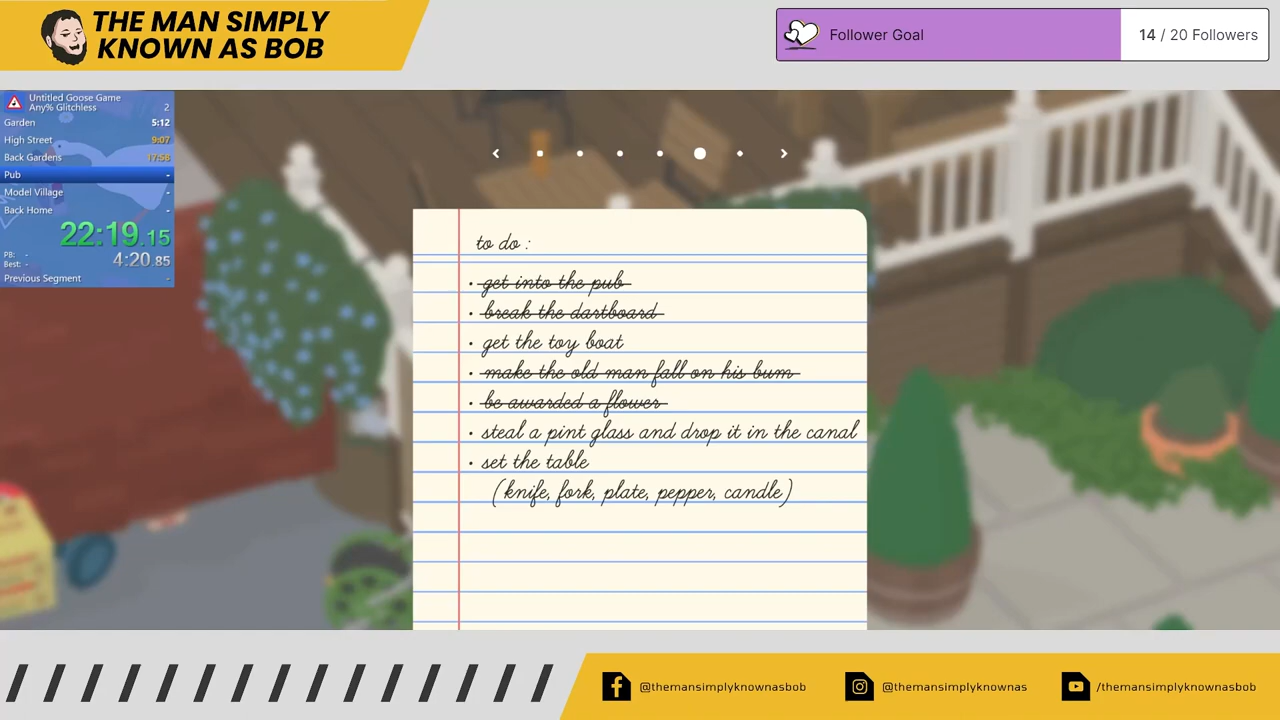 THE MAN SIMPLY
KNOWN AS BOB
Follower Goal
14 / 20 Followers
Untitled Goose Game
Any% Glitchless 2
Garden 5:12
High Street 9:07
Back Gardens 17:58
Pub -
Model Village -
Back Home -
22:19.15
PB: -
Best: - 4:20.85
Previous Segment -
to do :
• get into the pub
• break the dartboard
• get the toy boat
• make the old man fall on his bum
• be awarded a flower
• steal a pint glass and drop it in the canal
• set the table
(knife, fork, plate, pepper, candle)
@themansimplyknownasbob
@themansimplyknownas
/themansimplyknownasbob